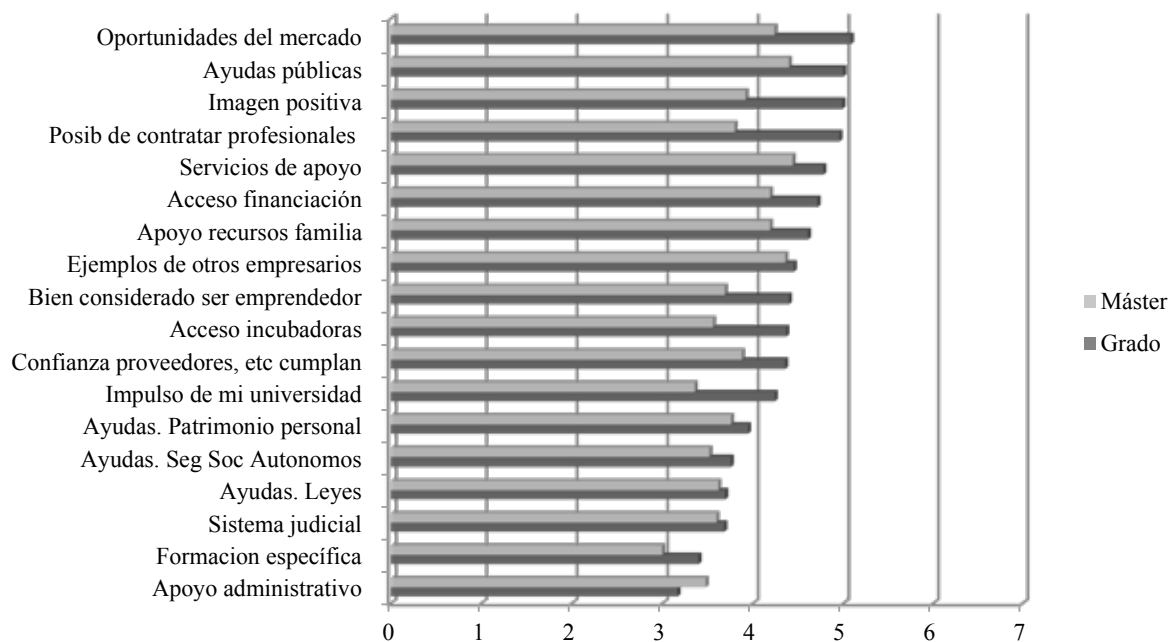 Oportunidades del mercado
Ayudas públicas
Imagen positiva
Posib de contratar profesionales
Servicios de apoyo
Acceso financiación
Apoyo recursos familia
Ejemplos de otros empresarios
Bien considerado ser emprendedor
Acceso incubadoras
Confianza proveedores, etc cumplan
Impulso de mi universidad
Ayudas. Patrimonio personal
Ayudas. Seg Soc Autonomos
Ayudas. Leyes
Sistema judicial
Formacion específica
Apoyo administrativo
0 1 2 3 4 5 6 7
Máster
Grado